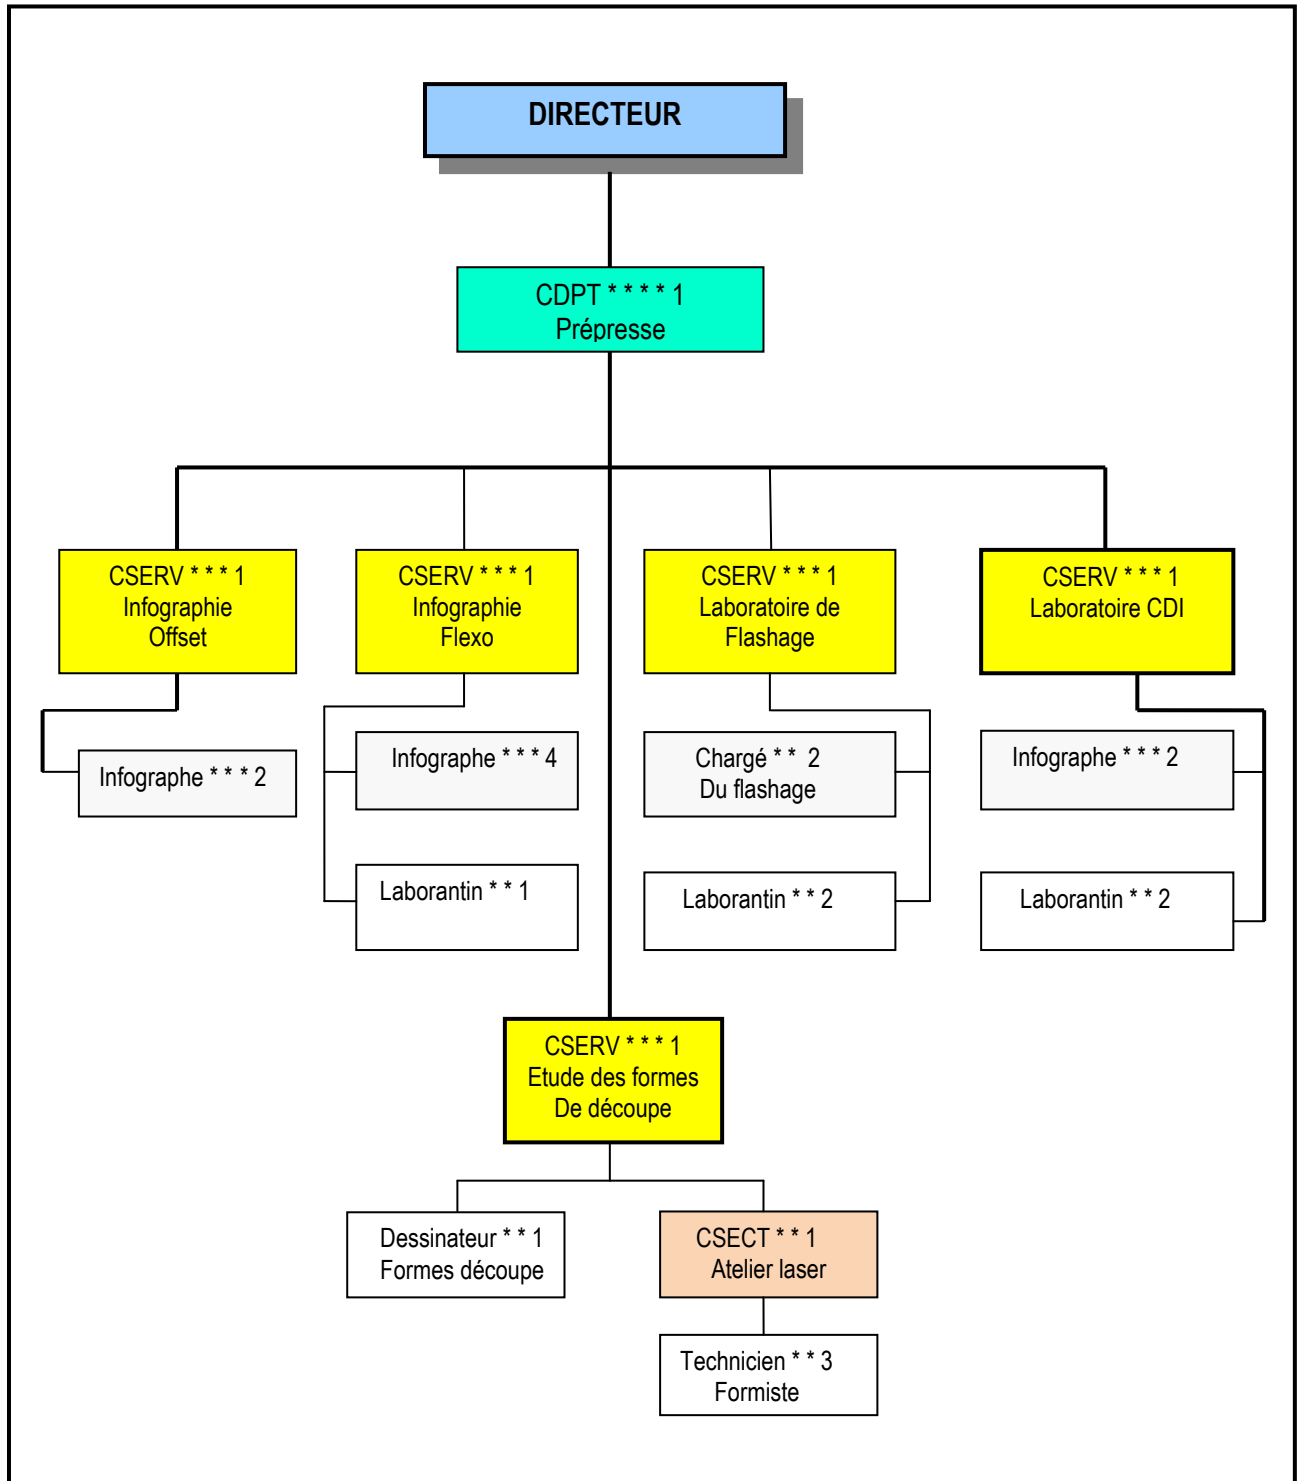 DIRECTEUR
CDPT * * * * 1
Prépresse
CSERV * * * 1
Infographie
Offset
CSERV * * * 1
Infographie
Flexo
CSERV * * * 1
Laboratoire de
Flashage
CSERV * * * 1
Laboratoire CDI
Infographe * * * 2
Infographe * * * 4
Chargé * * 2
Du flashage
Infographe * * * 2
Laborantin * * 1
Laborantin * * 2
Laborantin * * 2
CSERV * * * 1
Etude des formes
De découpe
Dessinateur * * 1
Formes découpe
CSECT * * 1
Atelier laser
Technicien * * 3
Formiste